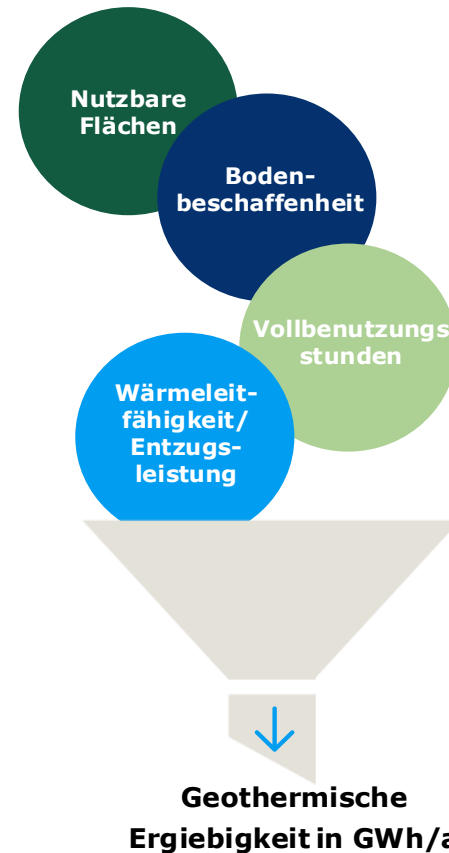 Nutzbare
Flächen
Boden-
beschaffenheit
Vollbenutzungs
stunden
Wärmeleit-
fähigkeit/
Entzugs-
leistung
Geothermische
Ergiebigkeit in GWh/a